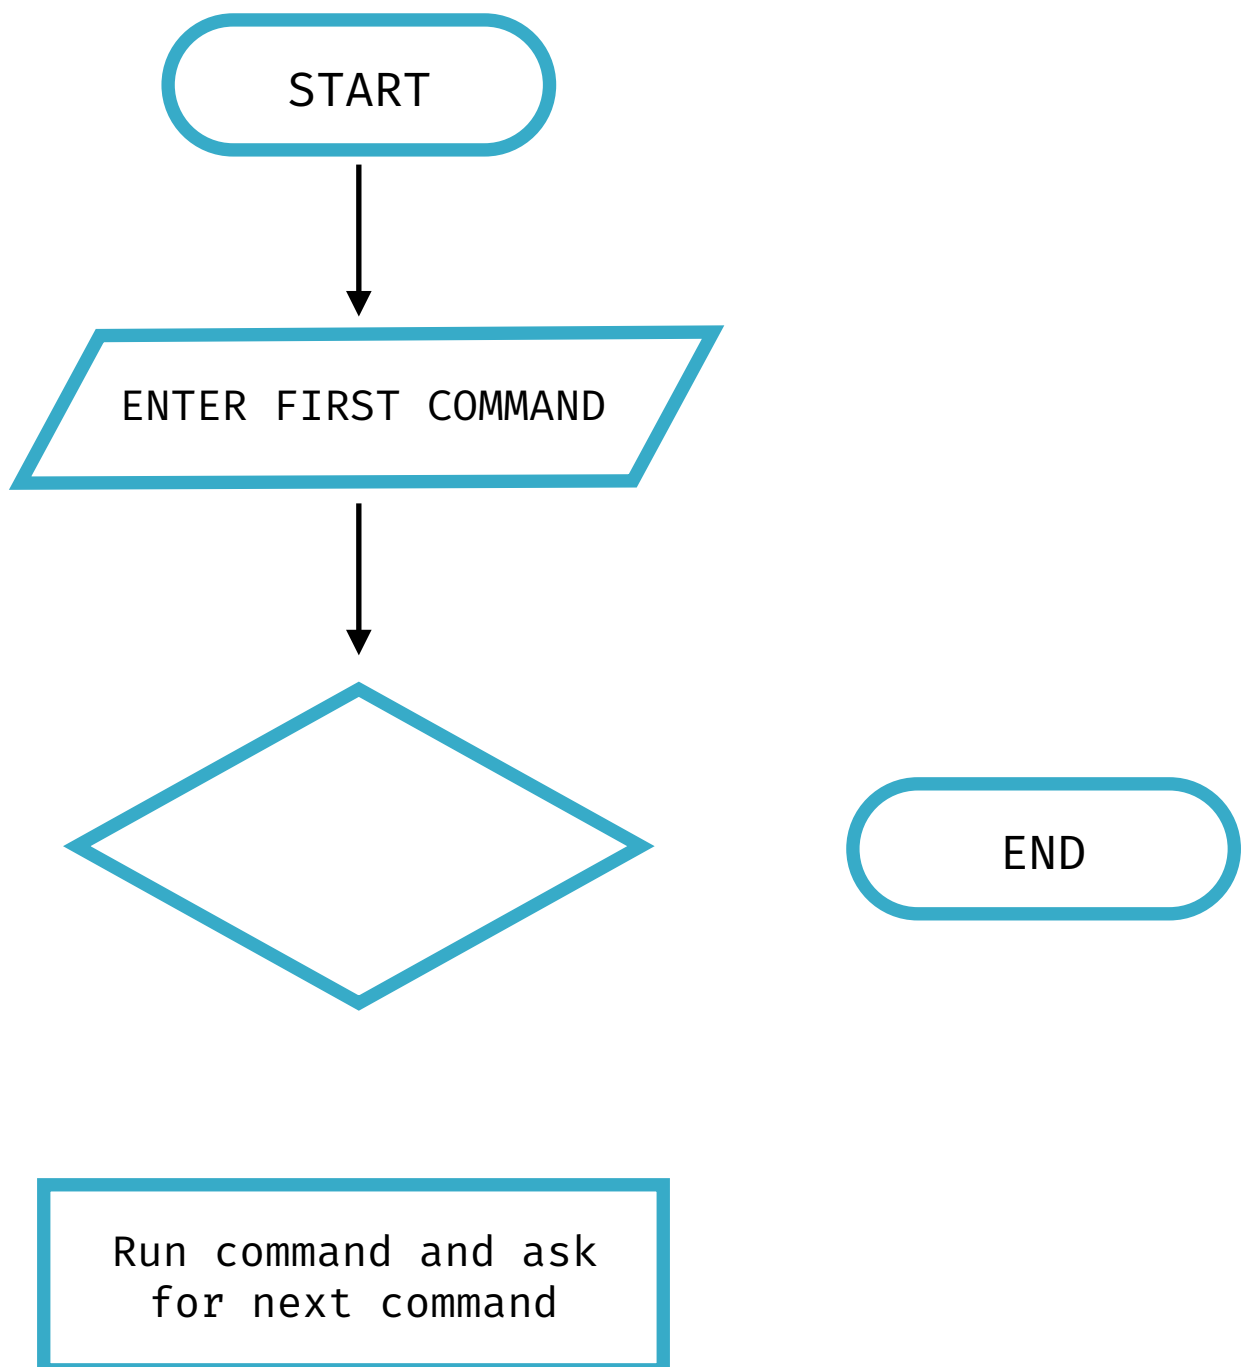 START
ENTER FIRST COMMAND
END
Run command and ask
for next command